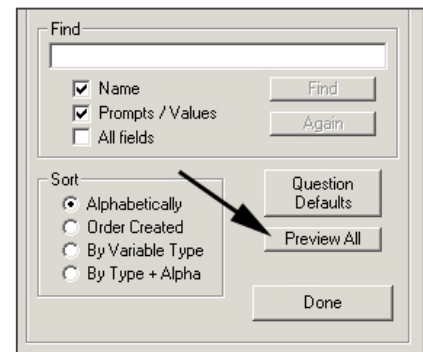 Find
Name
Find
Prompts / Values
Again
All fields
Sort
Alphabetically
Order Created
By Variable Type
By Type + Alpha
Question
Defaults
Preview All
Done